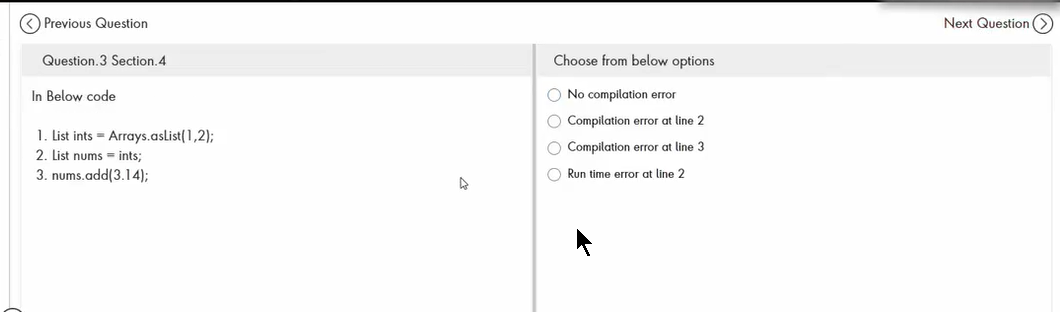 Previous Question
Next Question
Question.3 Section.4
Choose from below options
In Below code
1. List ints = Arrays.asList(1,2);
2. List nums = ints;
3. nums.add(3.14);
No compilation error
Compilation error at line 2
Compilation error at line 3
Run time error at line 2